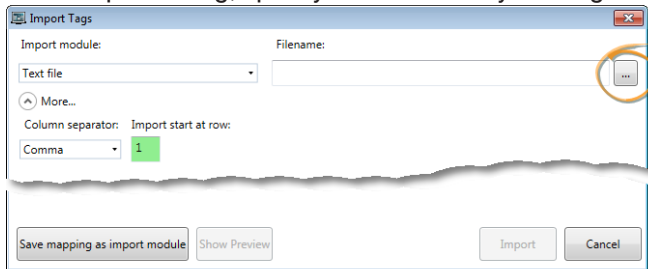 Import Tags
Import module: Filename:
Text file ...
More...
Column separator: Import start at row:
Comma 1
Save mapping as import module Show Preview Import Cancel